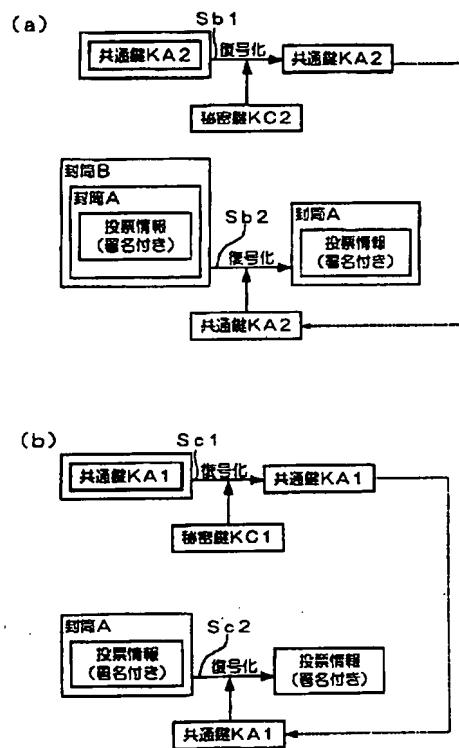 (a)
Sb1
共通鍵KA2
復号化
共通鍵KA2
秘密鍵KC2
封筒B
封筒A
投票情報
(署名付き)
Sb2
復号化
封筒A
投票情報
(署名付き)
共通鍵KA2
(b)
Sc1
共通鍵KA1
復号化
共通鍵KA1
秘密鍵KC1
封筒A
投票情報
(署名付き)
Sc2
復号化
投票情報
(署名付き)
共通鍵KA1